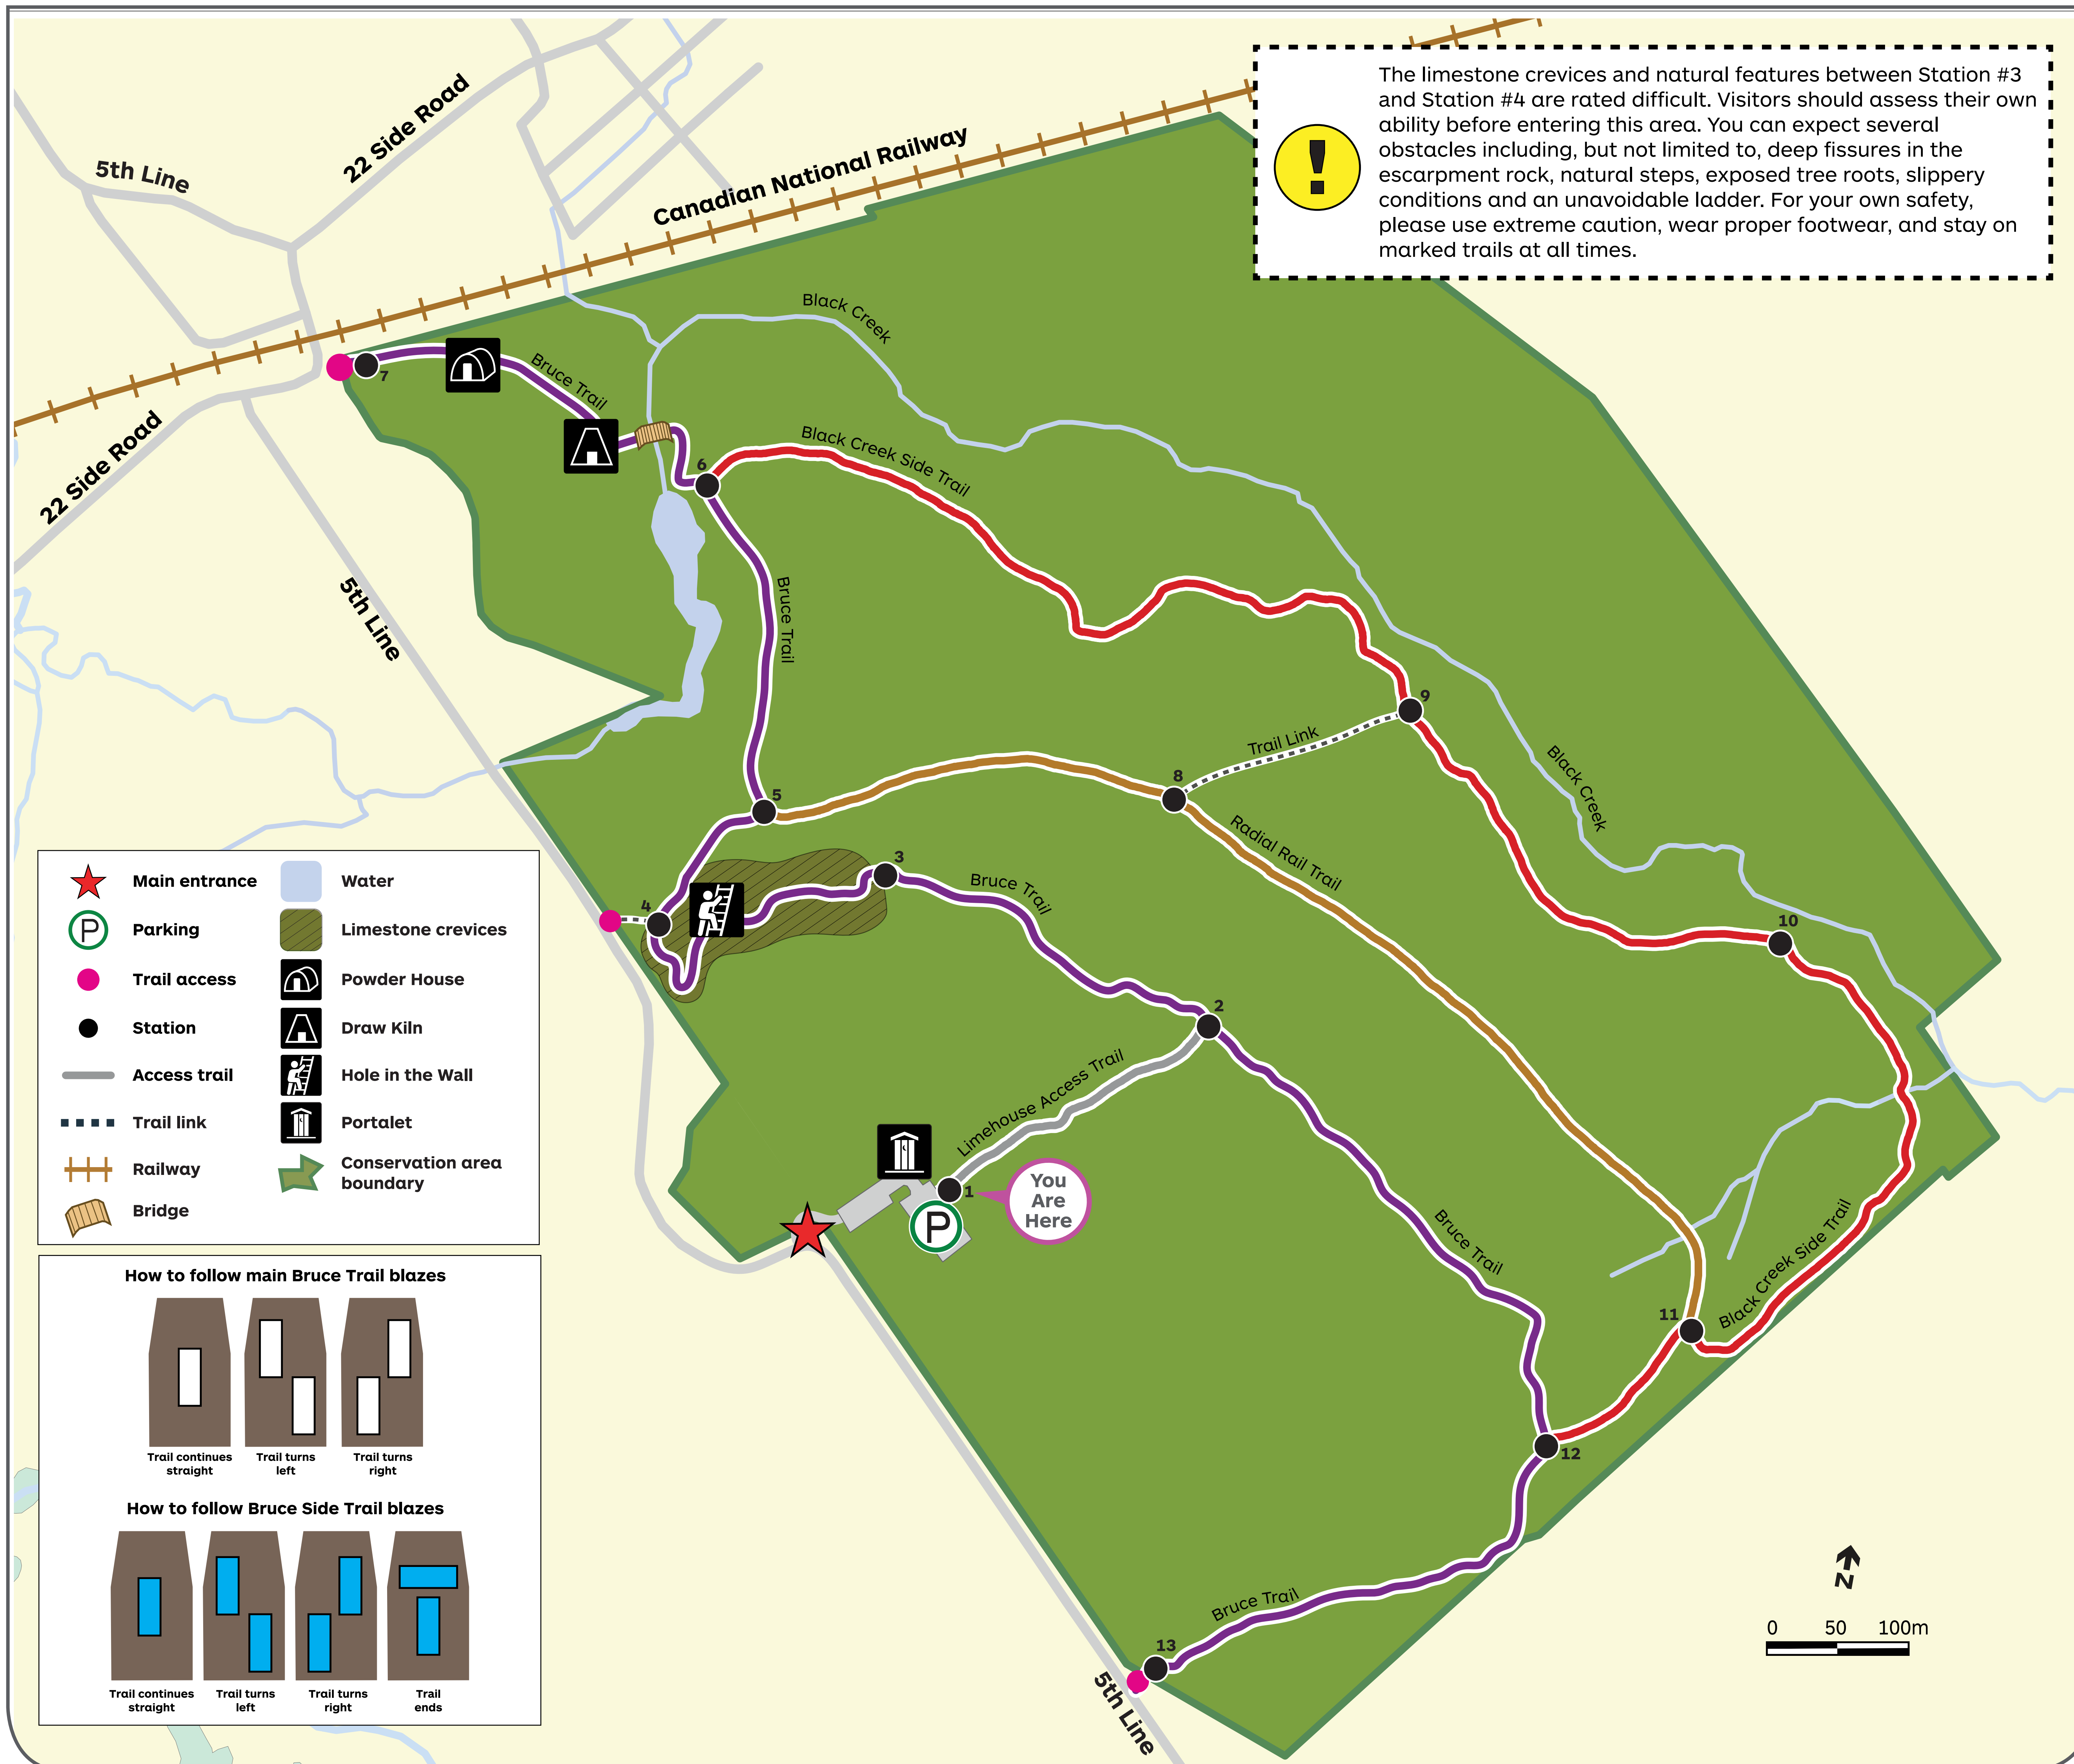 The limestone crevices and natural features between Station #3
and Station #4 are rated difficult. Visitors should assess their own
ability before entering this area. You can expect several
obstacles including, but not limited to, deep fissures in the
escarpment rock, natural steps, exposed tree roots, slippery
conditions and an unavoidable ladder. For your own safety,
please use extreme caution, wear proper footwear, and stay on
marked trails at all times.
!
5th Line
22 Side Road
Canadian National Railway
Black Creek
7
Bruce Trail
22 Side Road
6
Black Creek Side Trail
5th Line
Bruce Trail
9
Trail Link
Black Creek
8
5
Radial Rail Trail
3
Bruce Trail
4
10
2
Limehouse Access Trail
1
You
Are
Here
P
Bruce Trail
Black Creek Side Trail
11
12
Bruce Trail
13
5th Line
N
0 50 100m
Main entrance
P
Parking
Trail access
Station
Access trail
Trail link
Railway
Bridge
Water
Limestone crevices
Powder House
Draw Kiln
Hole in the Wall
Portalet
Conservation area
boundary
How to follow main Bruce Trail blazes
Trail continues
straight
Trail turns
left
Trail turns
right
How to follow Bruce Side Trail blazes
Trail continues
straight
Trail turns
left
Trail turns
right
Trail
ends